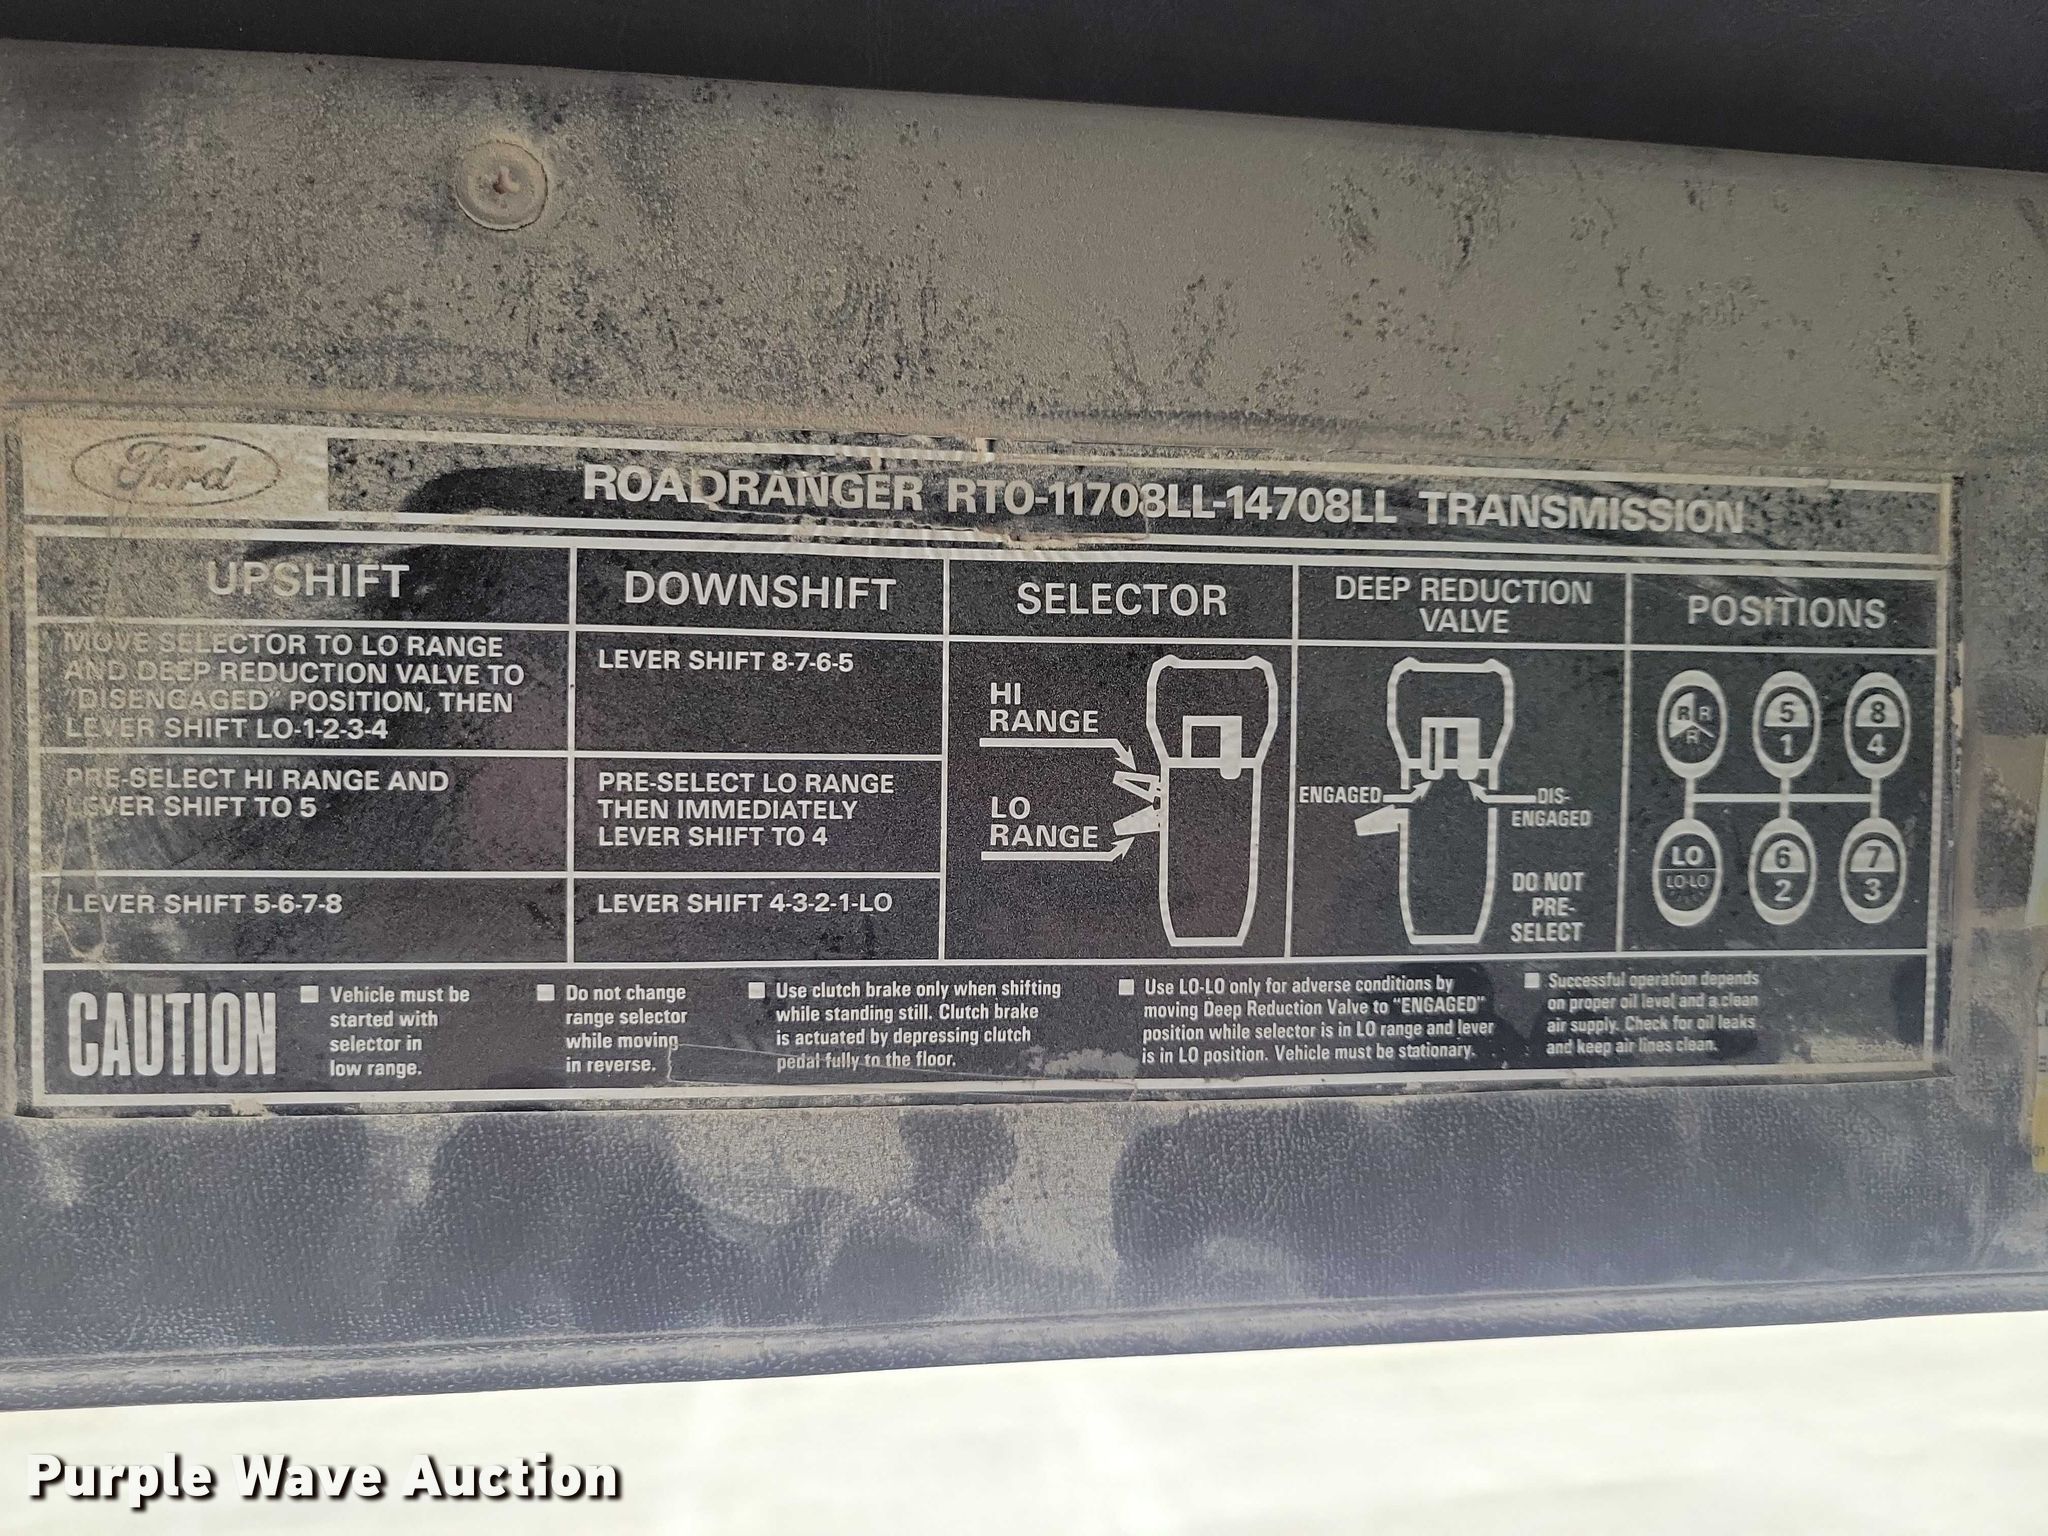 Ford
ROADRANGER RTO-11708LL-14708LL TRANSMISSION
UPSHIFT
MOVE SELECTOR TO LO RANGE
AND DEEP REDUCTION VALVE TO
"DISENGAGED" POSITION, THEN
LEVER SHIFT LO-1-2-3-4
PRE-SELECT HI RANGE AND
LEVER SHIFT TO 5
LEVER SHIFT 5-6-7-8
DOWNSHIFT
LEVER SHIFT 8-7-6-5
PRE-SELECT LO RANGE
THEN IMMEDIATELY
LEVER SHIFT TO 4
LEVER SHIFT 4-3-2-1-LO
SELECTOR
HI
RANGE
LO
RANGE
DEEP REDUCTION
VALVE
ENGAGED
DIS-
ENGAGED
DO NOT
PRE-
SELECT
POSITIONS
R R
R
5
1
8
4
LO
LO-LO
6
2
7
3
CAUTION
Vehicle must be
started with
selector in
low range.
Do not change
range selector
while moving
in reverse.
Use clutch brake only when shifting
while standing still. Clutch brake
is actuated by depressing clutch
pedal fully to the floor.
Use LO-LO only for adverse conditions by
moving Deep Reduction Valve to "ENGAGED"
position while selector is in LO range and lever
is in LO position. Vehicle must be stationary.
Successful operation depends
on proper oil level and a clean
air supply. Check for oil leaks
and keep air lines clean.
Purple Wave Auction